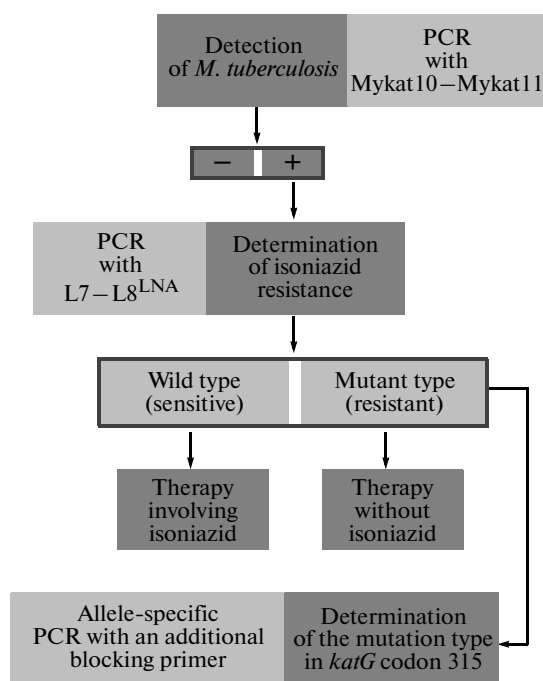 Detection
of M. tuberculosis
PCR
with
Mykat10–Mykat11
– +
PCR
with
L7–L8LNA
Determination
of isoniazid
resistance
Wild type
(sensitive)
Mutant type
(resistant)
Therapy
involving
isoniazid
Therapy
without
isoniazid
Allele-specific
PCR with an additional
blocking primer
Determination
of the mutation type
in katG codon 315